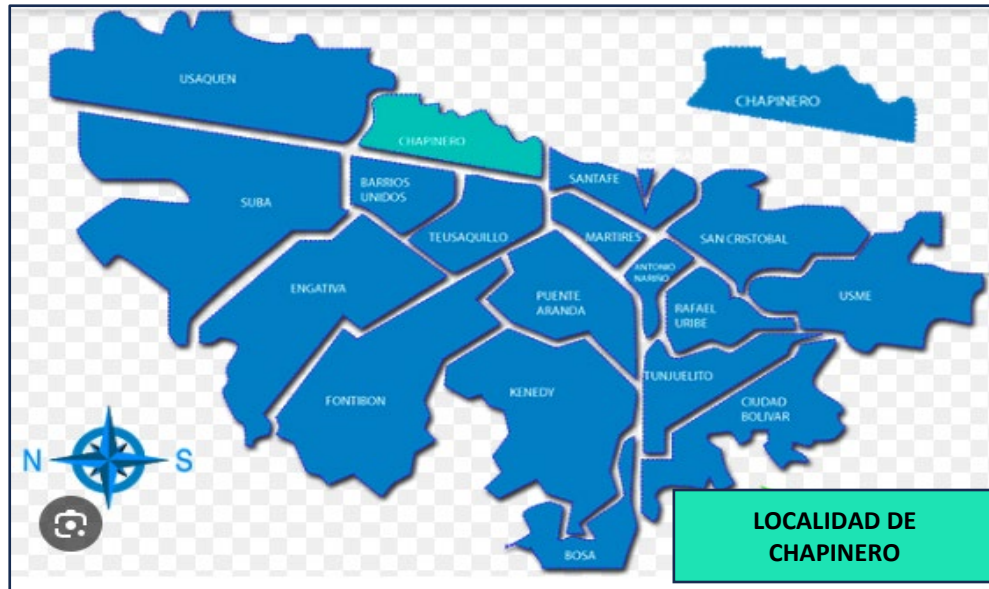 USAQUEN
CHAPINERO
CHAPINERO
BARRIOS
UNIDOS
SANTAFE
SUBA
TEUSAQUILLO
MARTIRES
SAN CRISTOBAL
ANTONIO
NARIÑO
ENGATIVA
PUENTE
ARANDA
USME
RAFAEL
URIBE
TUNJUELITO
FONTIBON
KENEDY
CIUDAD
BOLIVAR
N
S
BOSA
LOCALIDAD DE
CHAPINERO